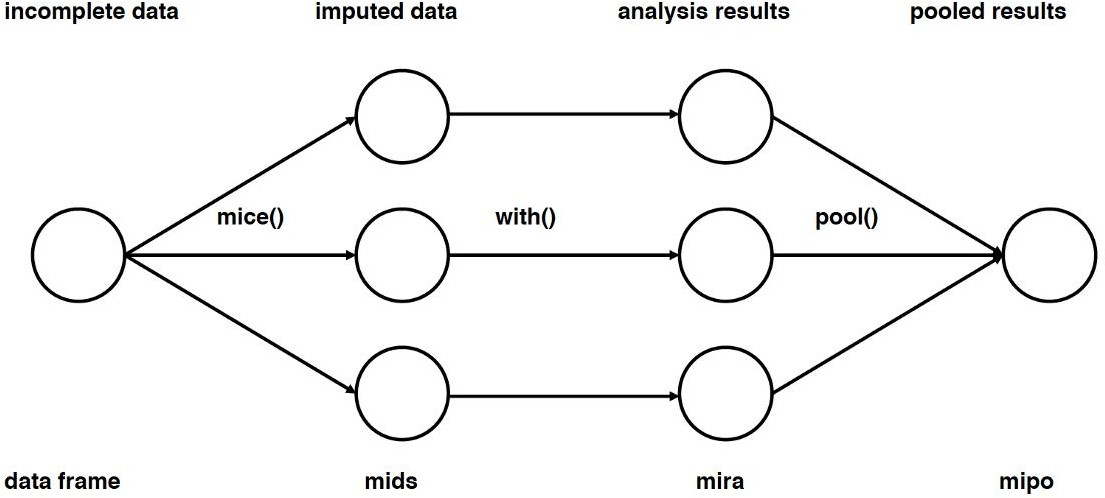 incomplete data
imputed data
analysis results
pooled results
mice()
with()
pool()
data frame
mids
mira
mipo